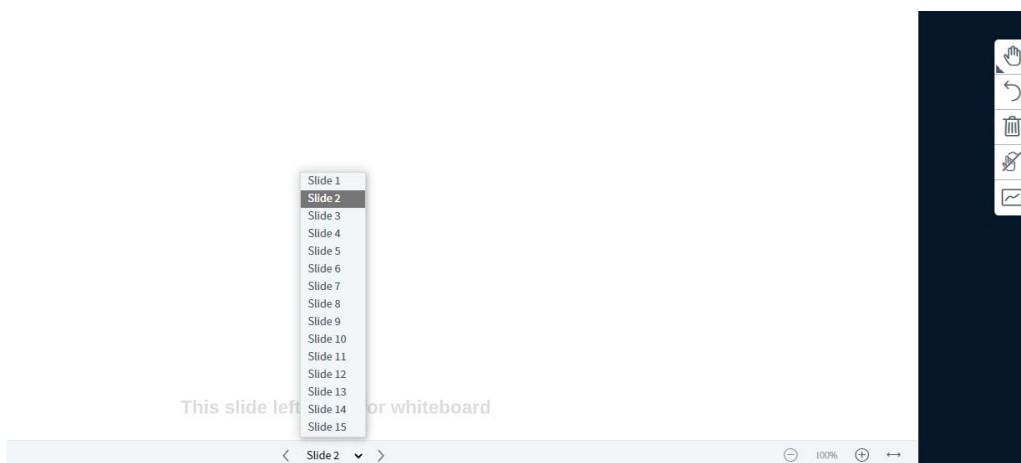 Slide 1
Slide 2
Slide 3
Slide 4
Slide 5
Slide 6
Slide 7
Slide 8
Slide 9
Slide 10
Slide 11
Slide 12
Slide 13
Slide 14
Slide 15
This slide left or whiteboard
Slide 2
100%